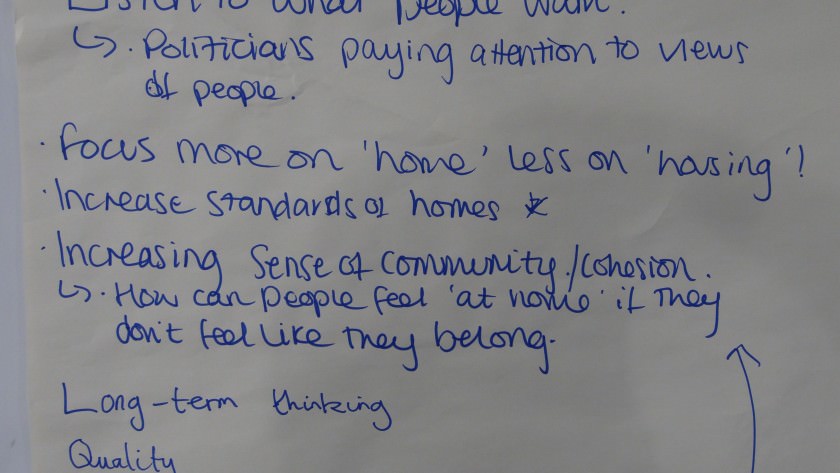 Listen to what people want.
↳ · Politicians paying attention to views
of people.
· Focus more on 'home' less on 'housing'!
· Increase standards of homes *
· Increasing sense of community/cohesion.
↳ · How can people feel 'at home' if they
don't feel like they belong.
Long-term thinking
Quality